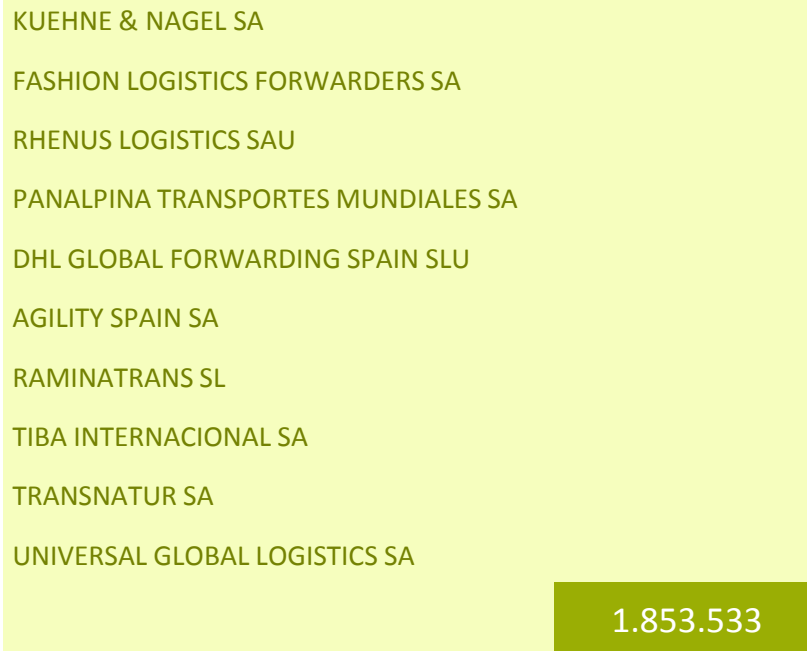 KUEHNE & NAGEL SA
FASHION LOGISTICS FORWARDERS SA
RHENUS LOGISTICS SAU
PANALPINA TRANSPORTES MUNDIALES SA
DHL GLOBAL FORWARDING SPAIN SLU
AGILITY SPAIN SA
RAMINATRANS SL
TIBA INTERNACIONAL SA
TRANSNATUR SA
UNIVERSAL GLOBAL LOGISTICS SA
1.853.533